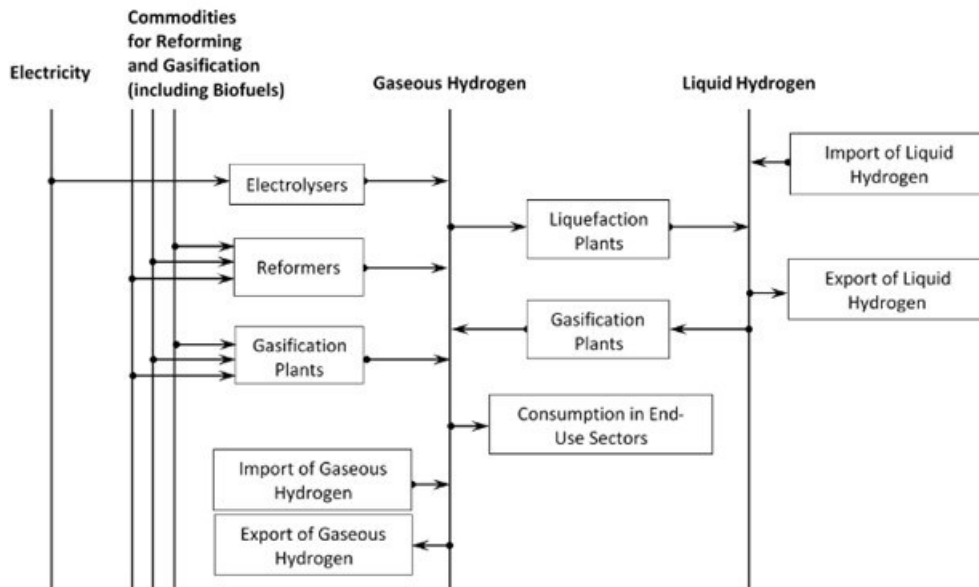 Commodities
for Reforming
and Gasification
(including Biofuels)
Electricity
Gaseous Hydrogen
Liquid Hydrogen
Import of Liquid
Hydrogen
Electrolysers
Liquefaction
Plants
Reformers
Export of Liquid
Hydrogen
Gasification
Plants
Gasification
Plants
Consumption in End-
Use Sectors
Import of Gaseous
Hydrogen
Export of Gaseous
Hydrogen